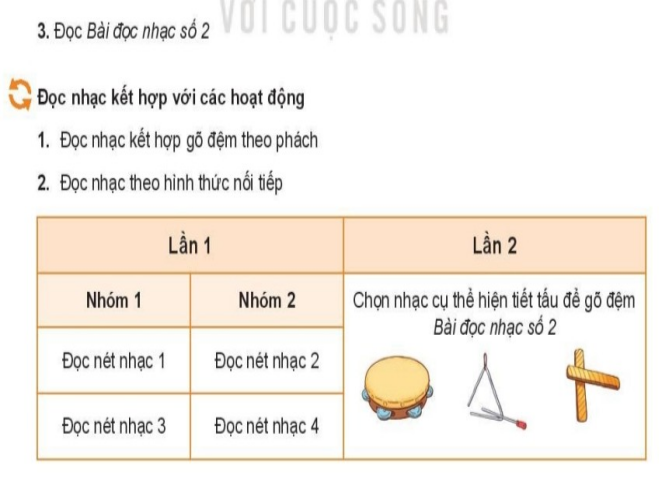 VỚI CUỘC SỐNG
3. Đọc Bài đọc nhạc số 2
Đọc nhạc kết hợp với các hoạt động
1. Đọc nhạc kết hợp gõ đệm theo phách
2. Đọc nhạc theo hình thức nối tiếp
Lần 1
Lần 2
Nhóm 1
Nhóm 2
Chọn nhạc cụ thể hiện tiết tấu để gõ đệm
Bài đọc nhạc số 2
Đọc nét nhạc 1
Đọc nét nhạc 2
Đọc nét nhạc 3
Đọc nét nhạc 4